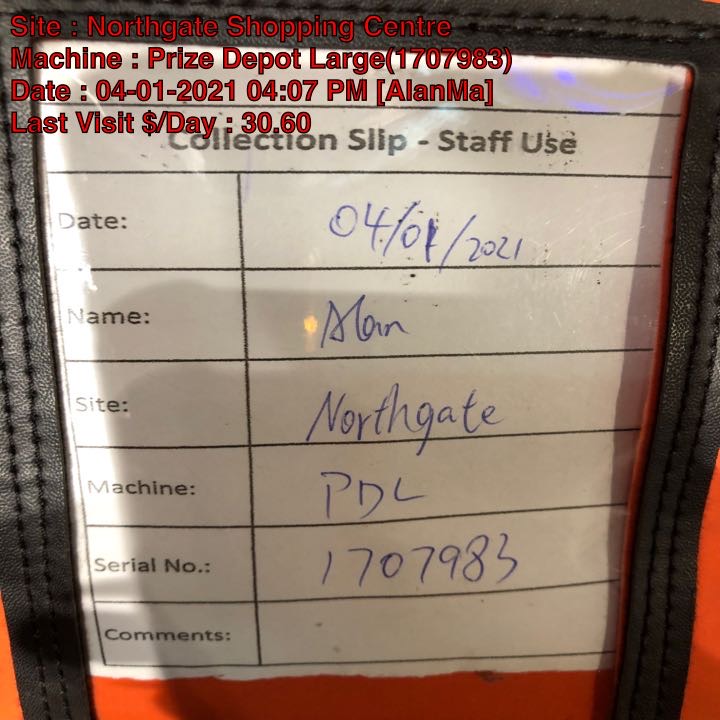 Site : Northgate Shopping Centre
Machine : Prize Depot Large(1707983)
Date : 04-01-2021 04:07 PM [AlanMa]
Last Visit $/Day : 30.60
Collection Slip - Staff Use
Date: 04/01/2021
Name: Alan
Site: Northgate
Machine: PDL
Serial No.: 1707983
Comments: